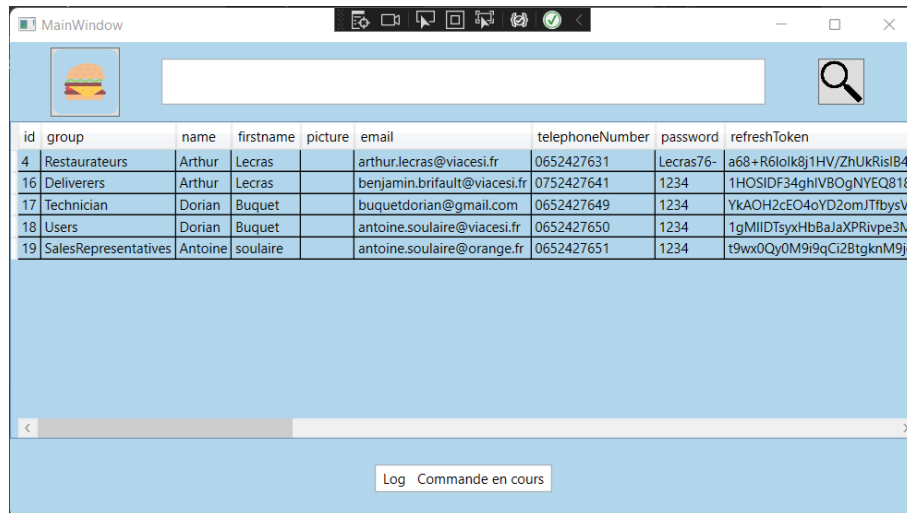 MainWindow
id group name firstname picture email telephoneNumber password refreshToken
4 Restaurateurs Arthur Lecras arthur.lecras@viacesi.fr 0652427631 Lecras76- a68+R6IoIk8j1HV/ZhUkRisIB4
16 Deliverers Arthur Lecras benjamin.brifault@viacesi.fr 0752427641 1234 1HOSIDF34ghIVBOgNYEQ818
17 Technician Dorian Buquet buquetdorian@gmail.com 0652427649 1234 YkAOH2cEO4oYD2omJTfbysV
18 Users Dorian Buquet antoine.soulaire@viacesi.fr 0652427650 1234 1gMIIDTsyxHbBaJaXPRivpe3M
19 SalesRepresentatives Antoine soulaire antoine.soulaire@orange.fr 0652427651 1234 t9wx0Qy0M9i9qCi2BtgknM9j
Log Commande en cours